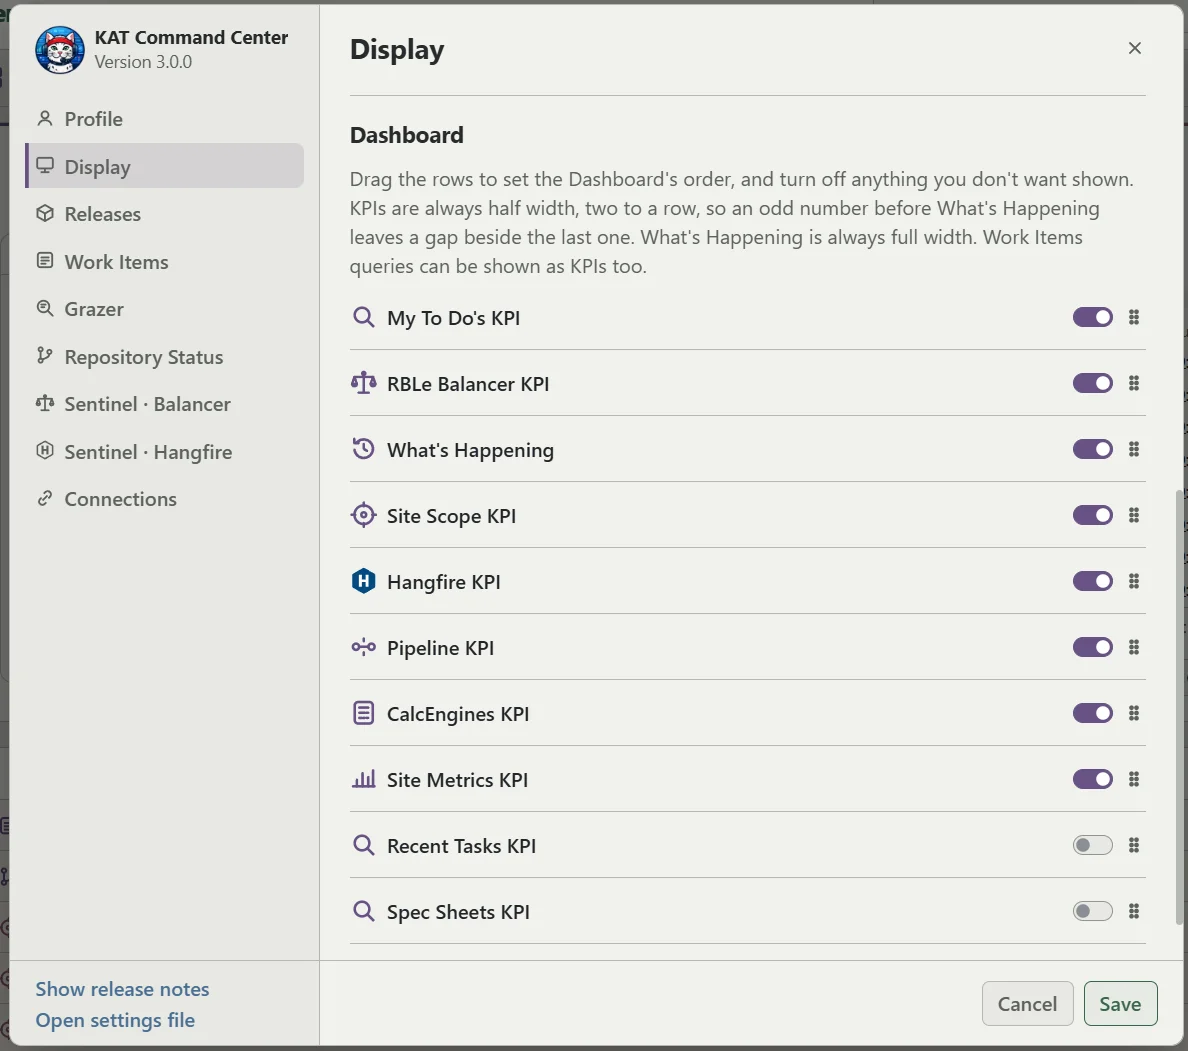 KAT Command Center
Version 3.0.0
Profile
Display
Releases
Work Items
Grazer
Repository Status
Sentinel · Balancer
Sentinel · Hangfire
Connections
Show release notes
Open settings file
Display
Dashboard
Drag the rows to set the Dashboard's order, and turn off anything you don't want shown.
KPIs are always half width, two to a row, so an odd number before What's Happening
leaves a gap beside the last one. What's Happening is always full width. Work Items
queries can be shown as KPIs too.
My To Do's KPI
RBLe Balancer KPI
What's Happening
Site Scope KPI
Hangfire KPI
Pipeline KPI
CalcEngines KPI
Site Metrics KPI
Recent Tasks KPI
Spec Sheets KPI
Cancel
Save